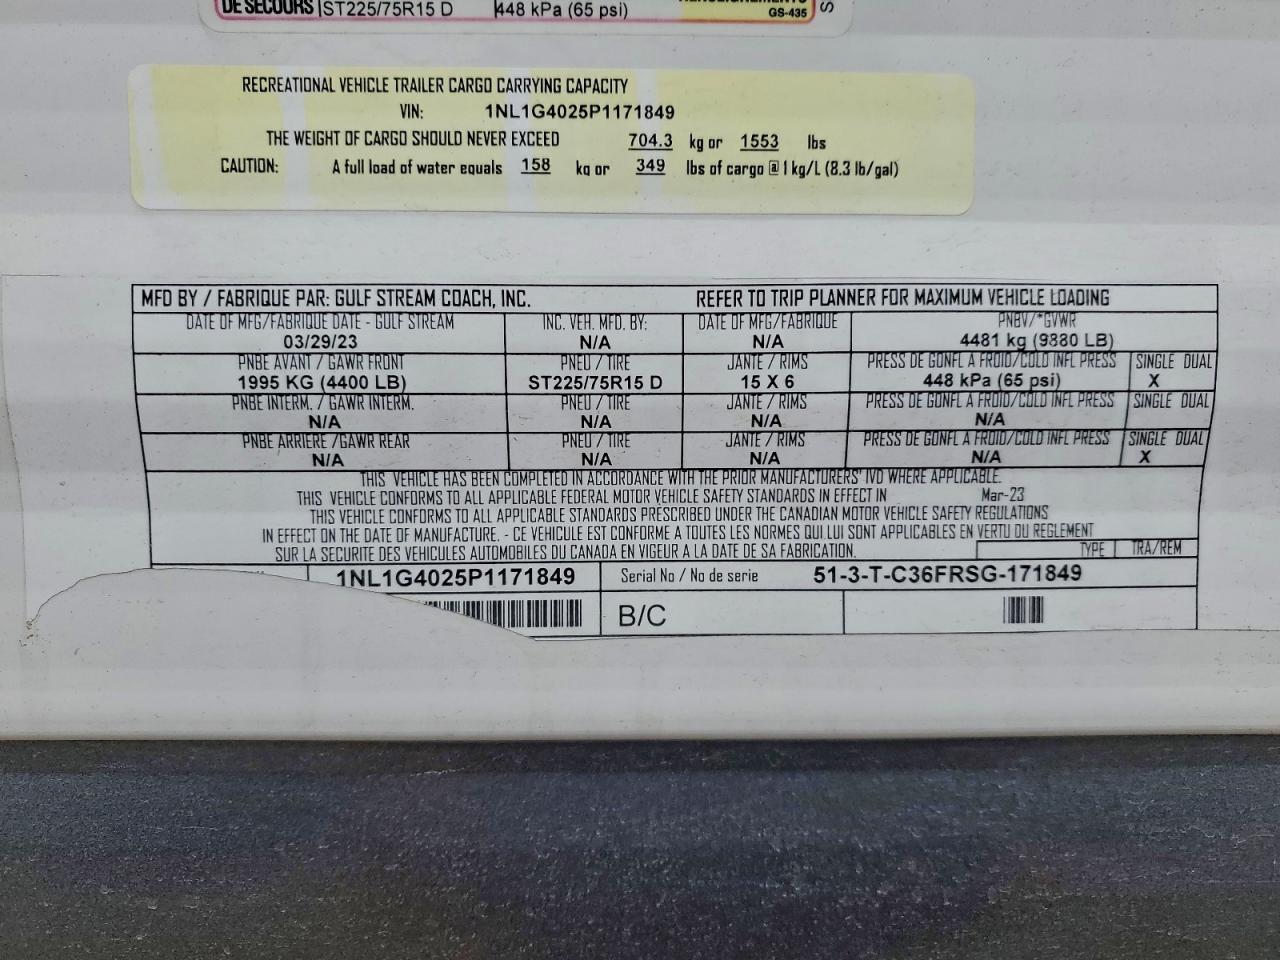 DE SECOURS ST225/75R15 D 448 kPa (65 psi)
GS-435
RECREATIONAL VEHICLE TRAILER CARGO CARRYING CAPACITY
VIN: 1NL1G4025P1171849
THE WEIGHT OF CARGO SHOULD NEVER EXCEED 704.3 kg or 1553 lbs
CAUTION: A full load of water equals 158 kg or 349 lbs of cargo @ 1 kg/L (8.3 lb/gal)
MFD BY / FABRIQUE PAR: GULF STREAM COACH, INC. REFER TO TRIP PLANNER FOR MAXIMUM VEHICLE LOADING
DATE OF MFG/FABRIQUE DATE - GULF STREAM INC. VEH. MFD. BY: DATE OF MFG/FABRIQUE PNBV/*GVWR
03/29/23 N/A N/A 4481 kg (9880 LB)
PNBE AVANT / GAWR FRONT PNEU / TIRE JANTE / RIMS PRESS DE GONFL A FROID/COLD INFL PRESS SINGLE DUAL
1995 KG (4400 LB) ST225/75R15 D 15 X 6 448 kPa (65 psi) X
PNBE INTERM. / GAWR INTERM. PNEU / TIRE JANTE / RIMS PRESS DE GONFL A FROID/COLD INFL PRESS SINGLE DUAL
N/A N/A N/A N/A
PNBE ARRIERE /GAWR REAR PNEU / TIRE JANTE / RIMS PRESS DE GONFL A FROID/COLD INFL PRESS SINGLE DUAL
N/A N/A N/A N/A X
THIS VEHICLE HAS BEEN COMPLETED IN ACCORDANCE WITH THE PRIOR MANUFACTURERS' IVD WHERE APPLICABLE.
THIS VEHICLE CONFORMS TO ALL APPLICABLE FEDERAL MOTOR VEHICLE SAFETY STANDARDS IN EFFECT IN Mar-23
THIS VEHICLE CONFORMS TO ALL APPLICABLE STANDARDS PRESCRIBED UNDER THE CANADIAN MOTOR VEHICLE SAFETY REGULATIONS
IN EFFECT ON THE DATE OF MANUFACTURE. - CE VEHICULE EST CONFORME A TOUTES LES NORMES QUI LUI SONT APPLICABLES EN VERTU DU REGLEMENT
SUR LA SECURITE DES VEHICULES AUTOMOBILES DU CANADA EN VIGEUR A LA DATE DE SA FABRICATION. TYPE TRA/REM
1NL1G4025P1171849 Serial No / No de serie 51-3-T-C36FRSG-171849
B/C